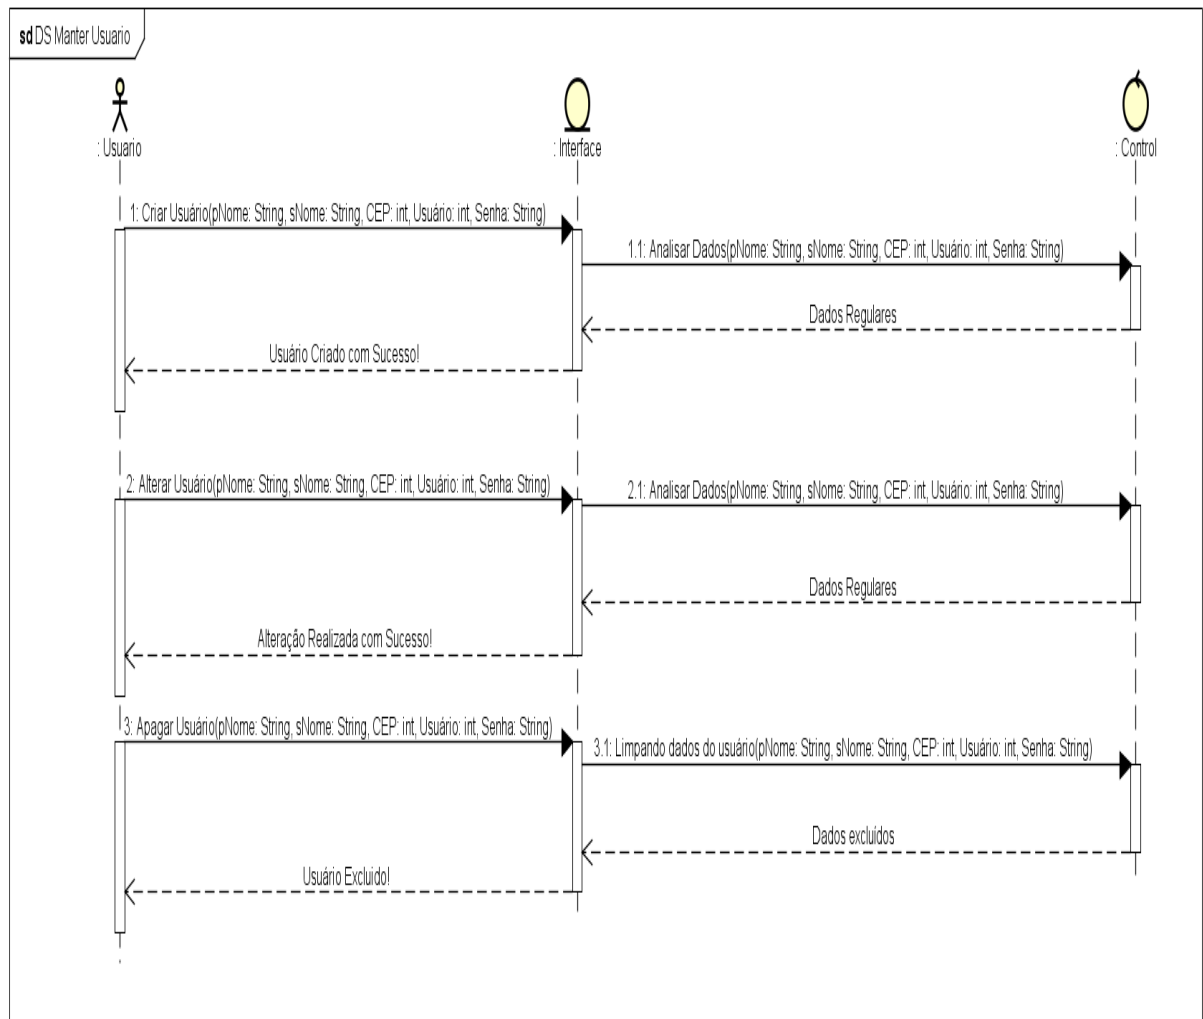 sd DS Manter Usuario
: Usuario
: Interface
: Control
1: Criar Usuário(pNome: String, sNome: String, CEP: int, Usuário: int, Senha: String)
1.1: Analisar Dados(pNome: String, sNome: String, CEP: int, Usuário: int, Senha: String)
Dados Regulares
Usuário Criado com Sucesso!
2: Alterar Usuário(pNome: String, sNome: String, CEP: int, Usuário: int, Senha: String)
2.1: Analisar Dados(pNome: String, sNome: String, CEP: int, Usuário: int, Senha: String)
Dados Regulares
Alteração Realizada com Sucesso!
3: Apagar Usuário(pNome: String, sNome: String, CEP: int, Usuário: int, Senha: String)
3.1: Limpando dados do usuário(pNome: String, sNome: String, CEP: int, Usuário: int, Senha: String)
Dados excluídos
Usuário Excluido!